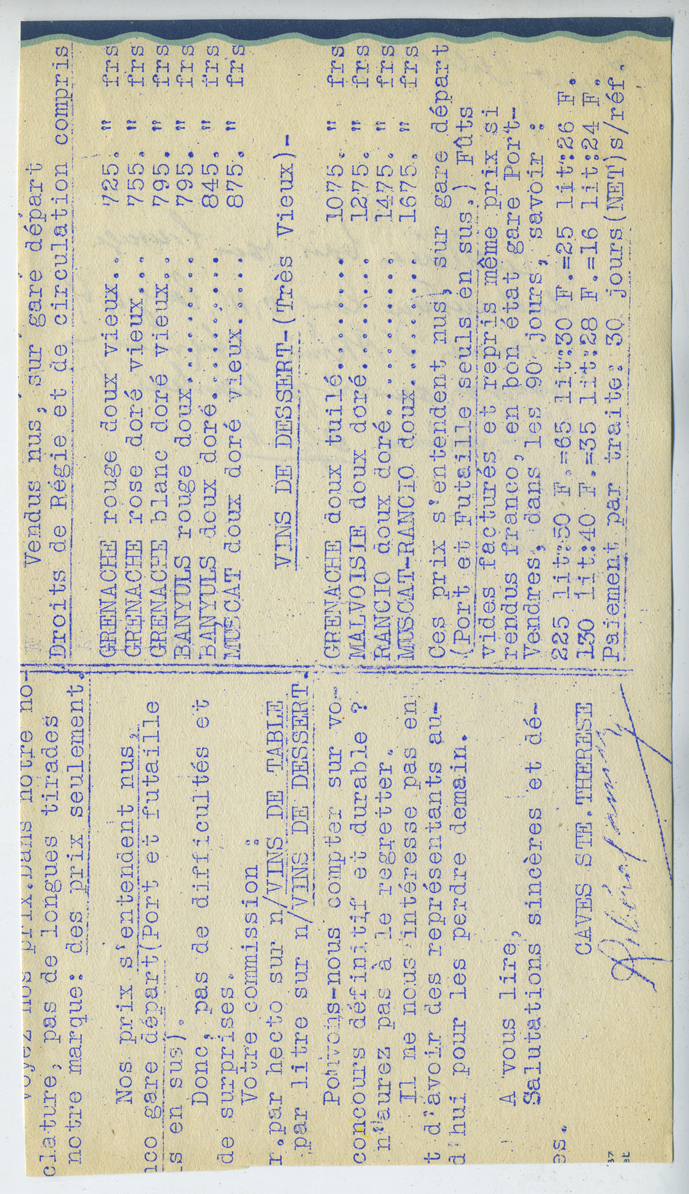 Voyez nos prix. Dans notre no-
clature, pas de longues tirades
notre marque: des prix seulement.
Nos prix s'entendent nus,
nco gare départ(Port et futaille
s en sus).
Donc, pas de difficultés et
de surprises.
Votre commission :
r.par hecto sur n/VINS DE TABLE
.par litre sur n/VINS DE DESSERT.
Pouvons-nous compter sur vo-
concours définitif et durable ?
n'aurez pas à le regretter.
Il ne nous intéresse pas en
t d'avoir des représentants au-
d'hui pour les perdre demain.
A vous lire,
Salutations sincères et dé-
es.
CAVES STE.THERESE
Vendus nus, sur gare départ
Droits de Régie et de circulation compris
GRENACHE rouge doux vieux.. 725. " frs
GRENACHE rose doré vieux... 755. " frs
GRENACHE blanc doré vieux.. 795. " frs
BANYULS rouge doux......... 795. " frs
BANYULS doux doré.......... 845. " frs
MUSCAT doux doré vieux..... 875. " frs
VINS DE DESSERT-(Très Vieux)-
GRENACHE doux tuilé........ 1075. " frs
MALVOISIE doux doré........ 1275. " frs
RANCIO doux doré........... 1475. " frs
MUSCAT-RANCIO doux......... 1675. " frs
Ces prix s'entendent nus, sur gare départ
(Port et Futaille seuls en sus.) Fûts
vides facturés et repris même prix si
rendus franco, en bon état gare Port-
Vendres, dans les 90 jours, savoir :
225 lit:50 F.=65 lit:30 F.=25 lit:26 F.
130 lit:40 F.=35 lit:28 F.=16 lit:24 F.
Paiement par traite: 30 jours(NET)s/réf.